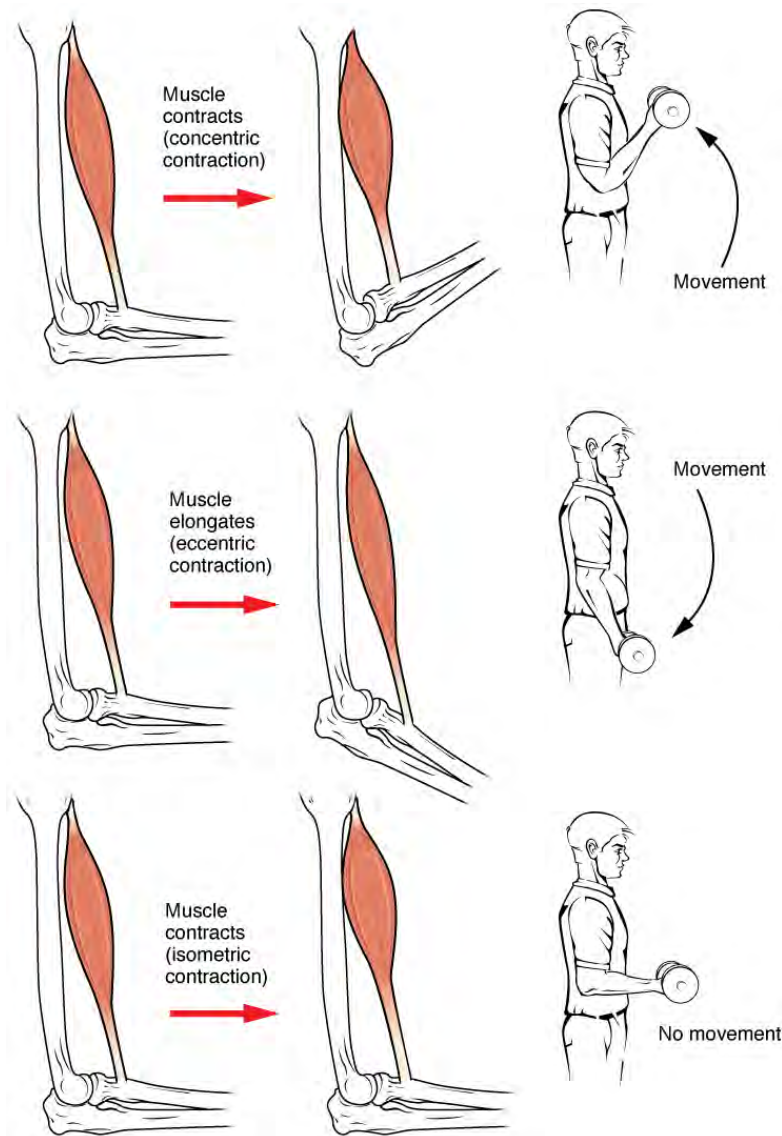 Muscle
contracts
(concentric
contraction)
Movement
Muscle
elongates
(eccentric
contraction)
Movement
Muscle
contracts
(isometric
contraction)
No movement